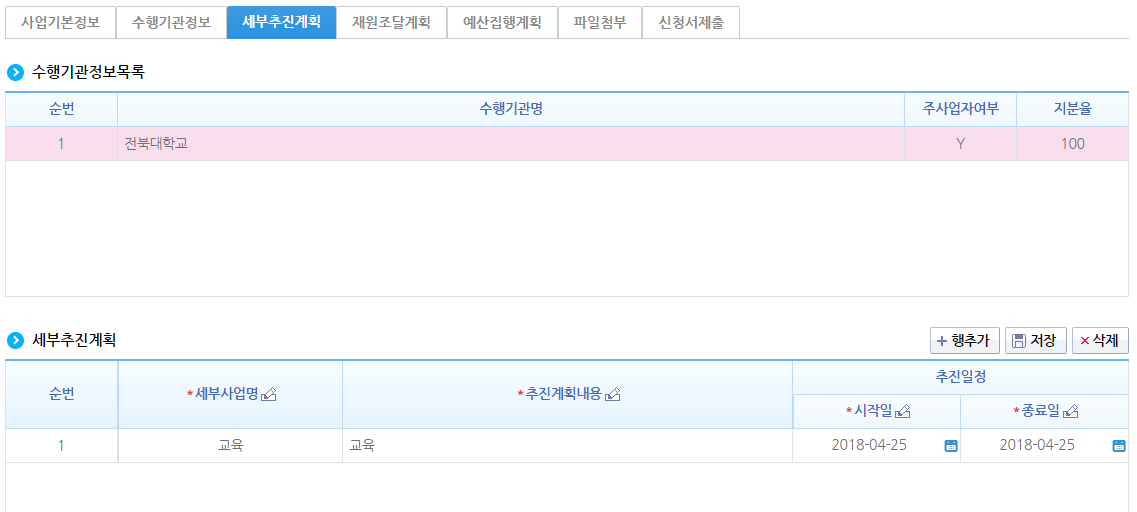 사업기본정보 수행기관정보 세부추진계획 재원조달계획 예산집행계획 파일첨부 신청서제출
수행기관정보목록
순번 수행기관명 주사업자여부 지분율
1 전북대학교 Y 100
세부추진계획 행추가 저장 삭제
순번 *세부사업명 *추진계획내용 추진일정
*시작일 *종료일
1 교육 교육 2018-04-25 2018-04-25